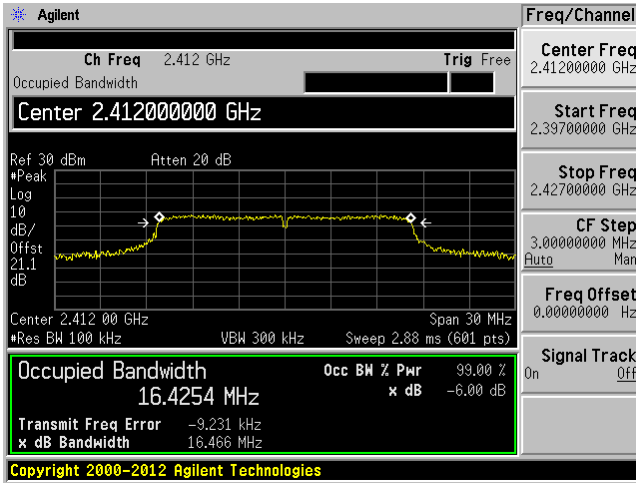 Agilent
Freq/Channel
Ch Freq 2.412 GHz Trig Free
Occupied Bandwidth
Center 2.412000000 GHz
Ref 30 dBm Atten 20 dB
#Peak
Log
10
dB/
Offst
21.1
dB
Center 2.412 00 GHz Span 30 MHz
#Res BW 100 kHz VBW 300 kHz Sweep 2.88 ms (601 pts)
Occupied Bandwidth Occ BW % Pwr 99.00 %
16.4254 MHz x dB -6.00 dB
Transmit Freq Error -9.231 kHz
x dB Bandwidth 16.466 MHz
Center Freq
2.41200000 GHz
Start Freq
2.39700000 GHz
Stop Freq
2.42700000 GHz
CF Step
3.00000000 MHz
Auto Man
Freq Offset
0.00000000 Hz
Signal Track
On Off
Copyright 2000-2012 Agilent Technologies